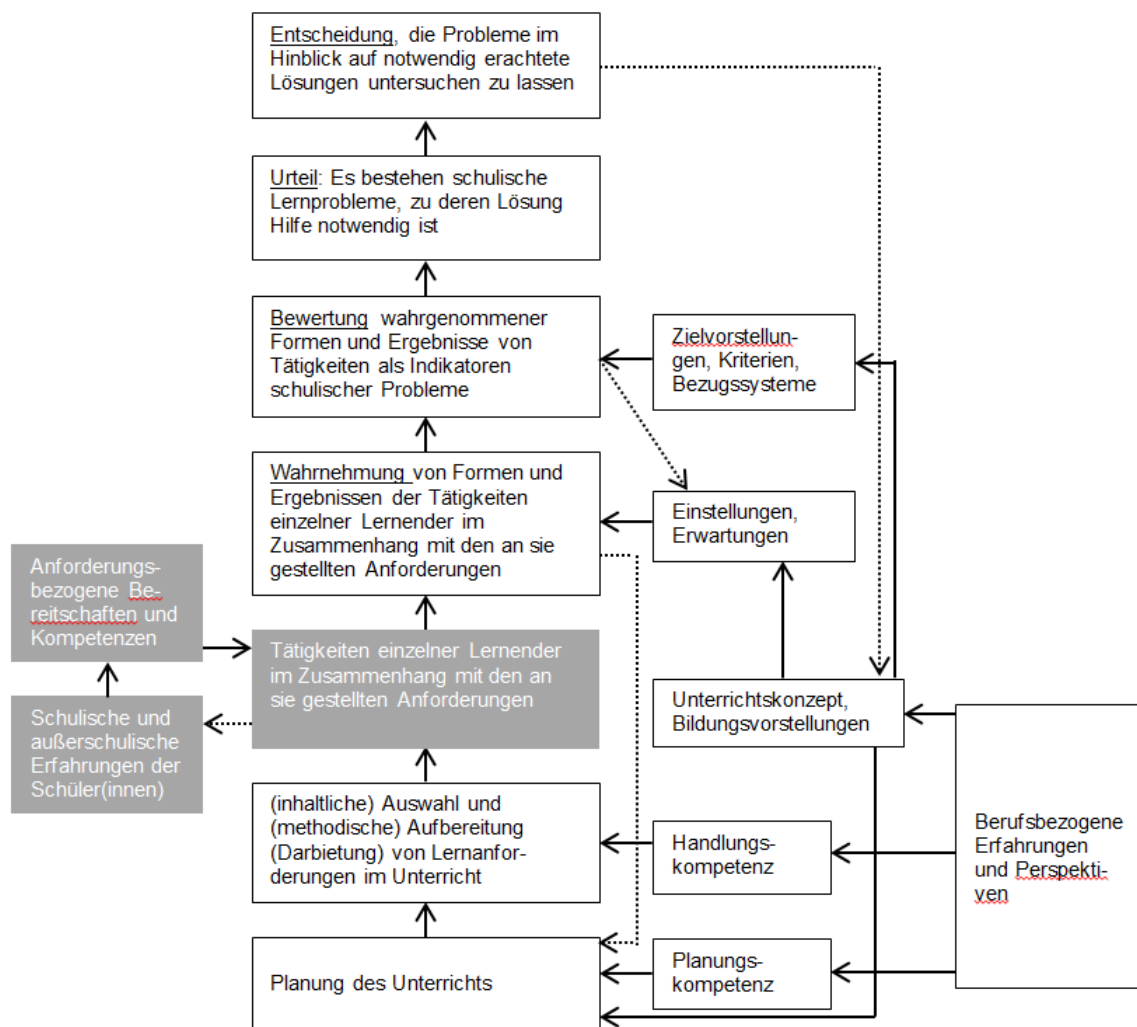 Entscheidung, die Probleme im
Hinblick auf notwendig erachtete
Lösungen untersuchen zu lassen
Urteil: Es bestehen schulische
Lernprobleme, zu deren Lösung
Hilfe notwendig ist
Bewertung wahrgenommener
Formen und Ergebnisse von
Tätigkeiten als Indikatoren
schulischer Probleme
Zielvorstellun-
gen, Kriterien,
Bezugssysteme
Wahrnehmung von Formen und
Ergebnissen der Tätigkeiten
einzelner Lernender im
Zusammenhang mit den an sie
gestellten Anforderungen
Einstellungen,
Erwartungen
Anforderungs-
bezogene Be-
reitschaften und
Kompetenzen
Tätigkeiten einzelner Lernender
im Zusammenhang mit den an
sie gestellten Anforderungen
Schulische und
außerschulische
Erfahrungen der
Schüler(innen)
Unterrichtskonzept,
Bildungsvorstellungen
(inhaltliche) Auswahl und
(methodische) Aufbereitung
(Darbietung) von Lernanfor-
derungen im Unterricht
Handlungs-
kompetenz
Berufsbezogene
Erfahrungen
und Perspekti-
ven
Planung des Unterrichts
Planungs-
kompetenz